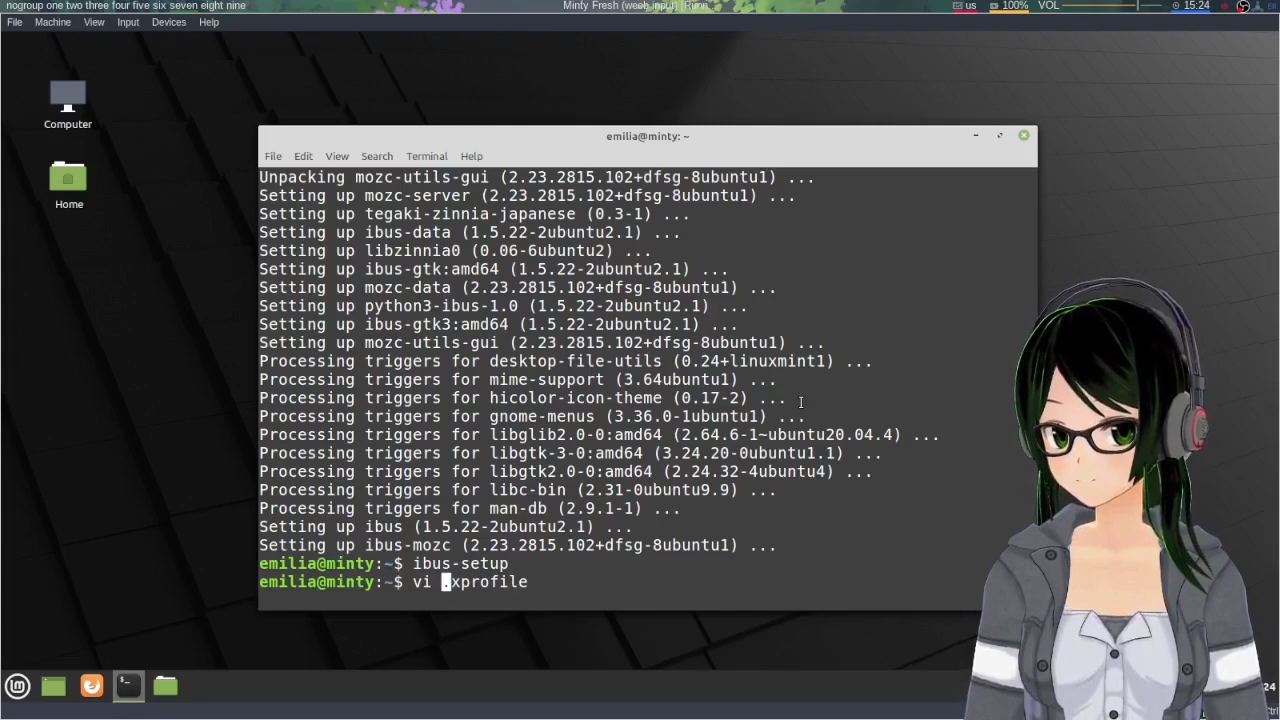 nogroup one two three four five six seven eight nine
Minty Fresh (weeb input) [Runn...
us 100% VOL 15:24
File Machine View Input Devices Help
Computer
Home
emilia@minty: ~
File Edit View Search Terminal Help
Unpacking mozc-utils-gui (2.23.2815.102+dfsg-8ubuntu1) ...
Setting up mozc-server (2.23.2815.102+dfsg-8ubuntu1) ...
Setting up tegaki-zinnia-japanese (0.3-1) ...
Setting up ibus-data (1.5.22-2ubuntu2.1) ...
Setting up libzinnia0 (0.06-6ubuntu2) ...
Setting up ibus-gtk:amd64 (1.5.22-2ubuntu2.1) ...
Setting up mozc-data (2.23.2815.102+dfsg-8ubuntu1) ...
Setting up python3-ibus-1.0 (1.5.22-2ubuntu2.1) ...
Setting up ibus-gtk3:amd64 (1.5.22-2ubuntu2.1) ...
Setting up mozc-utils-gui (2.23.2815.102+dfsg-8ubuntu1) ...
Processing triggers for desktop-file-utils (0.24+linuxmint1) ...
Processing triggers for mime-support (3.64ubuntu1) ...
Processing triggers for hicolor-icon-theme (0.17-2) ...
Processing triggers for gnome-menus (3.36.0-1ubuntu1) ...
Processing triggers for libglib2.0-0:amd64 (2.64.6-1~ubuntu20.04.4) ...
Processing triggers for libgtk-3-0:amd64 (3.24.20-0ubuntu1.1) ...
Processing triggers for libgtk2.0-0:amd64 (2.24.32-4ubuntu4) ...
Processing triggers for libc-bin (2.31-0ubuntu9.9) ...
Processing triggers for man-db (2.9.1-1) ...
Setting up ibus (1.5.22-2ubuntu2.1) ...
Setting up ibus-mozc (2.23.2815.102+dfsg-8ubuntu1) ...
emilia@minty:~$ ibus-setup
emilia@minty:~$ vi .xprofile
24
Ctrl